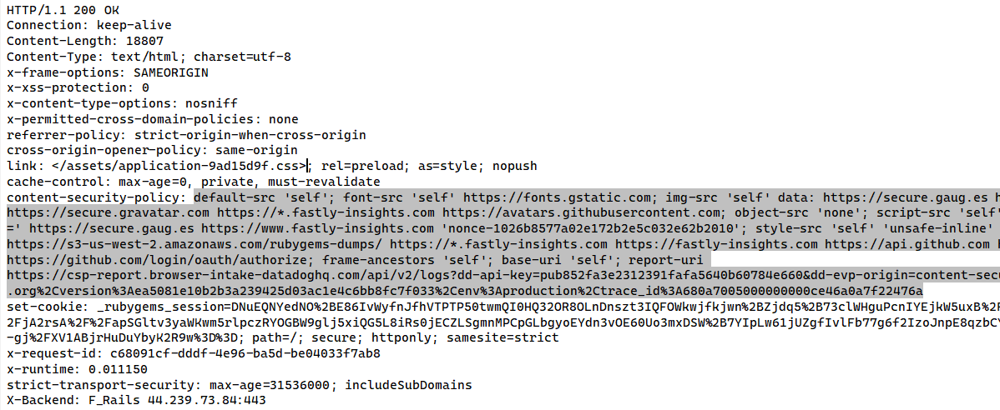 HTTP/1.1 200 OK
Connection: keep-alive
Content-Length: 18807
Content-Type: text/html; charset=utf-8
x-frame-options: SAMEORIGIN
x-xss-protection: 0
x-content-type-options: nosniff
x-permitted-cross-domain-policies: none
referrer-policy: strict-origin-when-cross-origin
cross-origin-opener-policy: same-origin
link: </assets/application-9ad15d9f.css>; rel=preload; as=style; nopush
cache-control: max-age=0, private, must-revalidate
content-security-policy: default-src 'self'; font-src 'self' https://fonts.gstatic.com; img-src 'self' data: https://secure.gaug.es h
https://secure.gravatar.com https://*.fastly-insights.com https://avatars.githubusercontent.com; object-src 'none'; script-src 'self'
=' https://secure.gaug.es https://www.fastly-insights.com 'nonce-1026b8577a02e172b2e5c032e62b2010'; style-src 'self' 'unsafe-inline'
https://s3-us-west-2.amazonaws.com/rubygems-dumps/ https://*.fastly-insights.com https://fastly-insights.com https://api.github.com h
https://github.com/login/oauth/authorize; frame-ancestors 'self'; base-uri 'self'; report-uri
https://csp-report.browser-intake-datadoghq.com/api/v2/logs?dd-api-key=pub852fa3e2312391fafa5640b60784e660&dd-evp-origin=content-secu
.org%2Cversion%3Aea5081e10b2b3a239425d03ac1e4c6bb8fc7f033%2Cenv%3Aproduction%2Ctrace_id%3A680a7005000000000ce46a0a7f22476a
set-cookie: _rubygems_session=DNuEQNYedNO%2BE86IvWyfnJfhVTPTP50twmQI0HQ32OR8OLnDnszt3IQFOWkwjfkjwn%2BZjdq5%2B73clWHguPcnIYEjkW5uxB%2F
2FjA2rsA%2F%2FapSGltv3yaWkwm5rlpczRYOGBW9glj5xiQG5L8iRs0jECZLSgmnMPCpGLbgyoEYdn3vOE60Uo3mxDSW%2B7YIpLw61jUZgfIvlFb77g6f2IzoJnpE8qzbCY
-gj%2FXV1ABjrHuDuYbyK2R9w%3D%3D; path=/; secure; httponly; samesite=strict
x-request-id: c68091cf-dddf-4e96-ba5d-be04033f7ab8
x-runtime: 0.011150
strict-transport-security: max-age=31536000; includeSubDomains
X-Backend: F_Rails 44.239.73.84:443